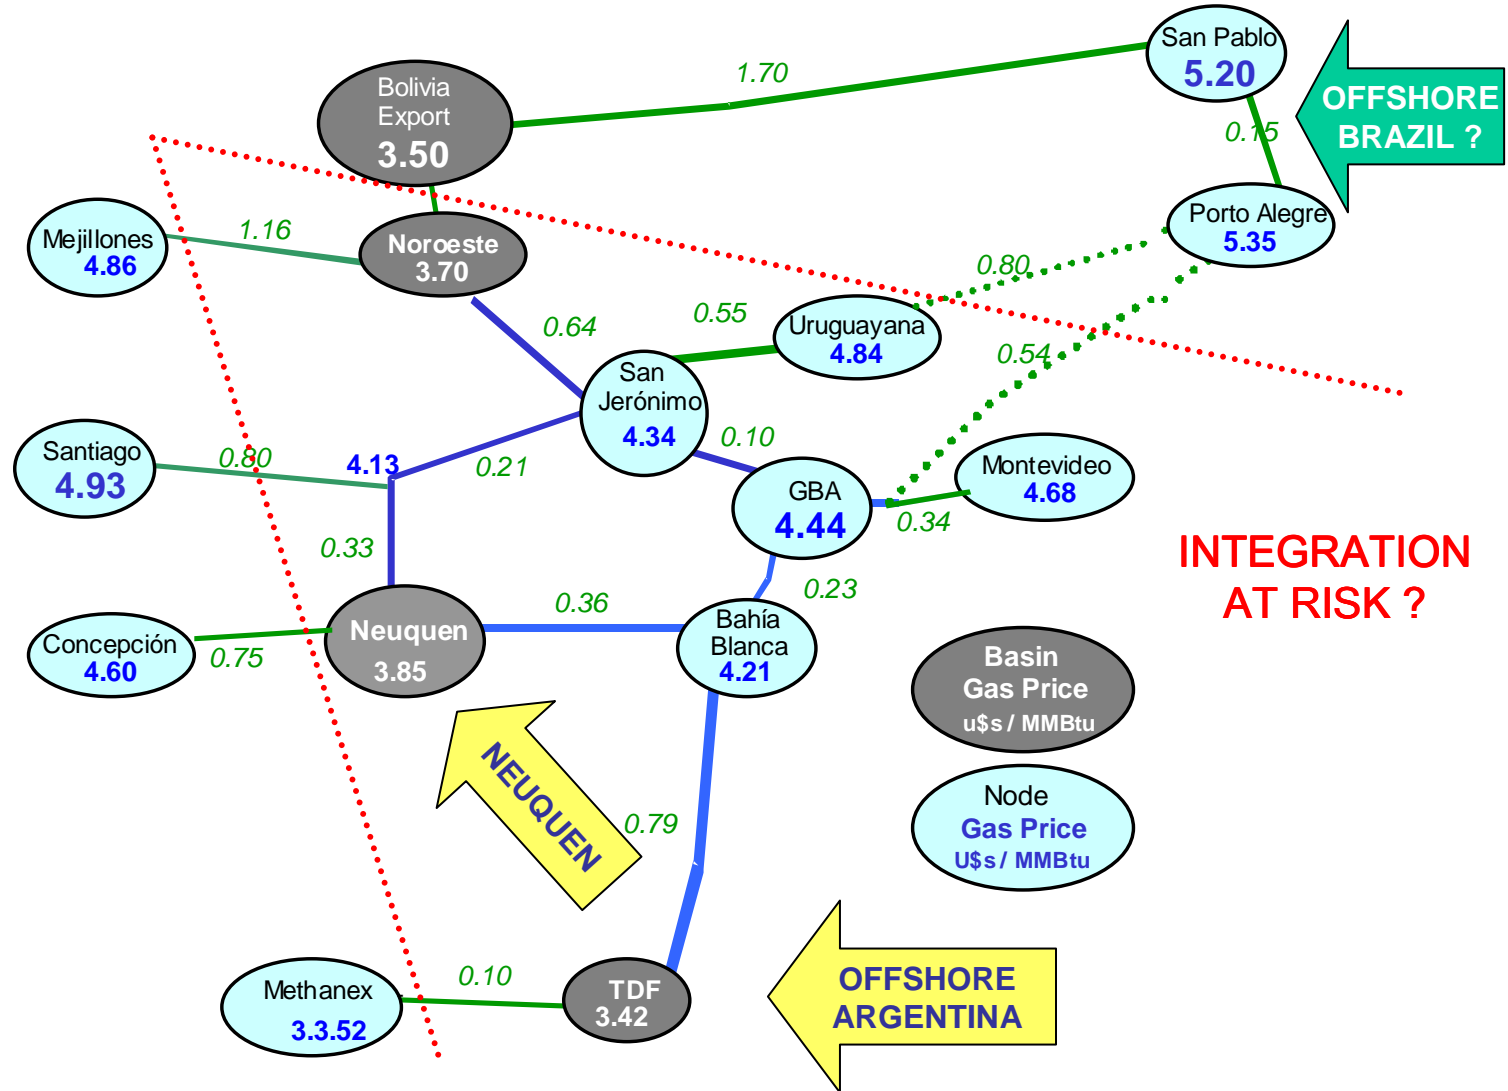 San Pablo
5.20
1.70
Bolivia
Export
3.50
OFFSHORE
BRAZIL ?
0.15
Mejillones
4.86
1.16
Noroeste
3.70
Porto Alegre
5.35
0.80
0.64
0.55
Uruguayana
4.84
0.54
San
Jerónimo
4.34
0.10
Santiago
4.93
0.80
4.13
0.21
Montevideo
4.68
GBA
4.44
0.34
0.33
INTEGRATION
AT RISK ?
0.36
0.23
Concepción
4.60
0.75
Neuquen
3.85
Bahía
Blanca
4.21
Basin
Gas Price
u$s / MMBtu
NEUQUEN
0.79
Node
Gas Price
U$s / MMBtu
Methanex
3.3.52
0.10
TDF
3.42
OFFSHORE
ARGENTINA